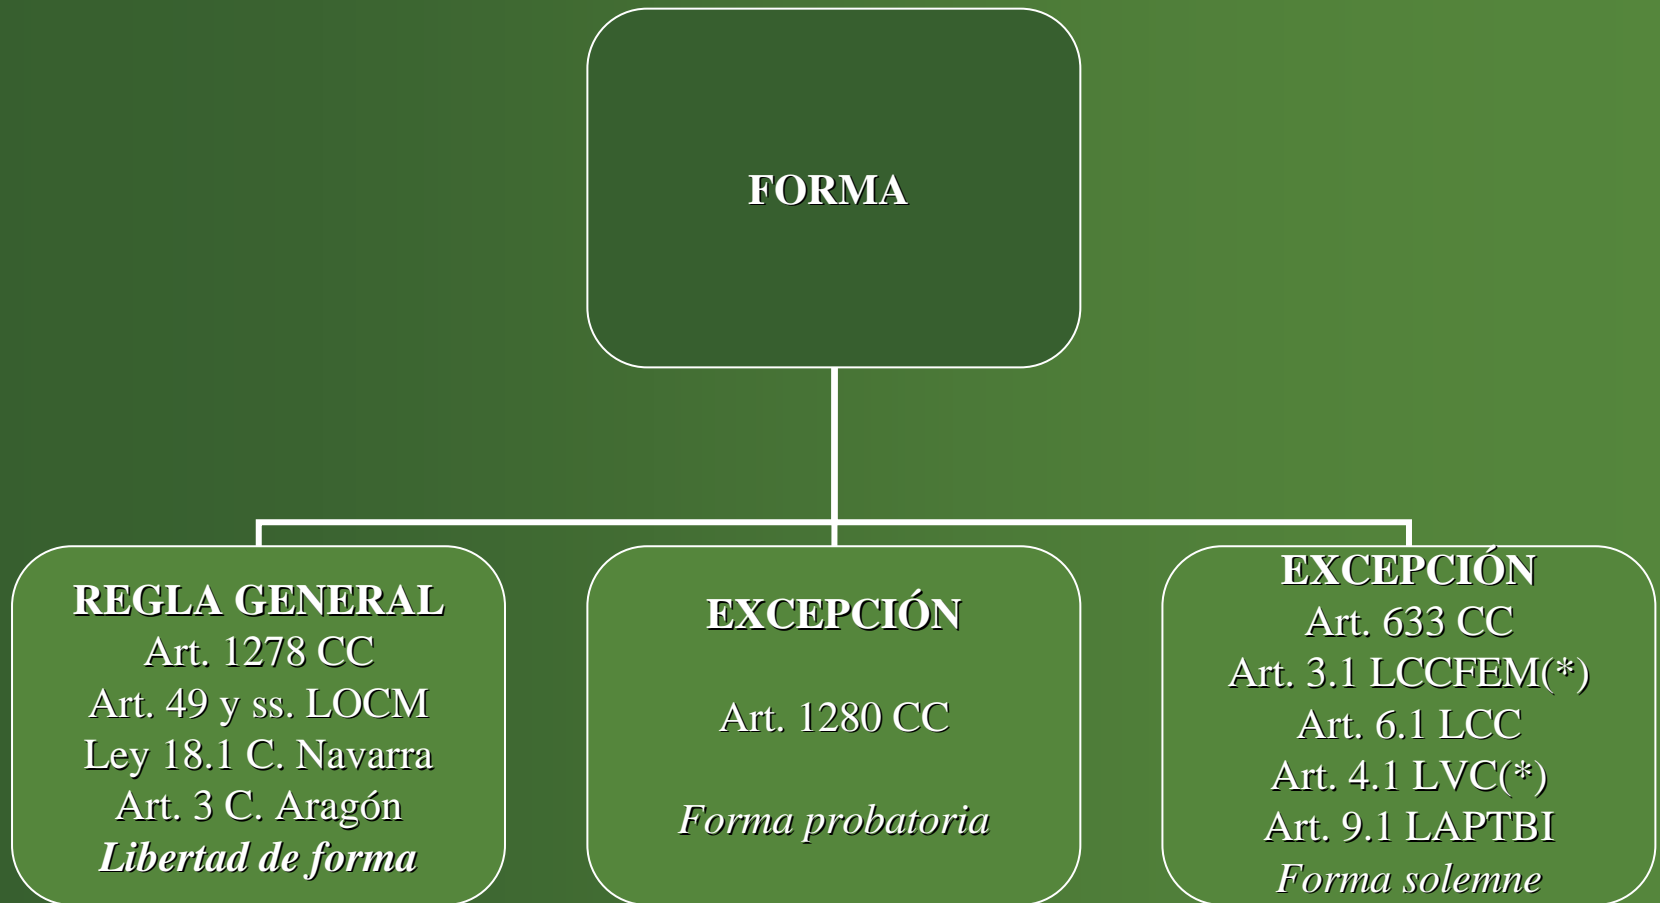 FORMA
REGLA GENERAL
Art. 1278 CC
Art. 49 y ss. LOCM
Ley 18.1 C. Navarra
Art. 3 C. Aragón
Libertad de forma
EXCEPCIÓN
Art. 1280 CC
Forma probatoria
EXCEPCIÓN
Art. 633 CC
Art. 3.1 LCCFEM(*)
Art. 6.1 LCC
Art. 4.1 LVC(*)
Art. 9.1 LAPTBI
Forma solemne